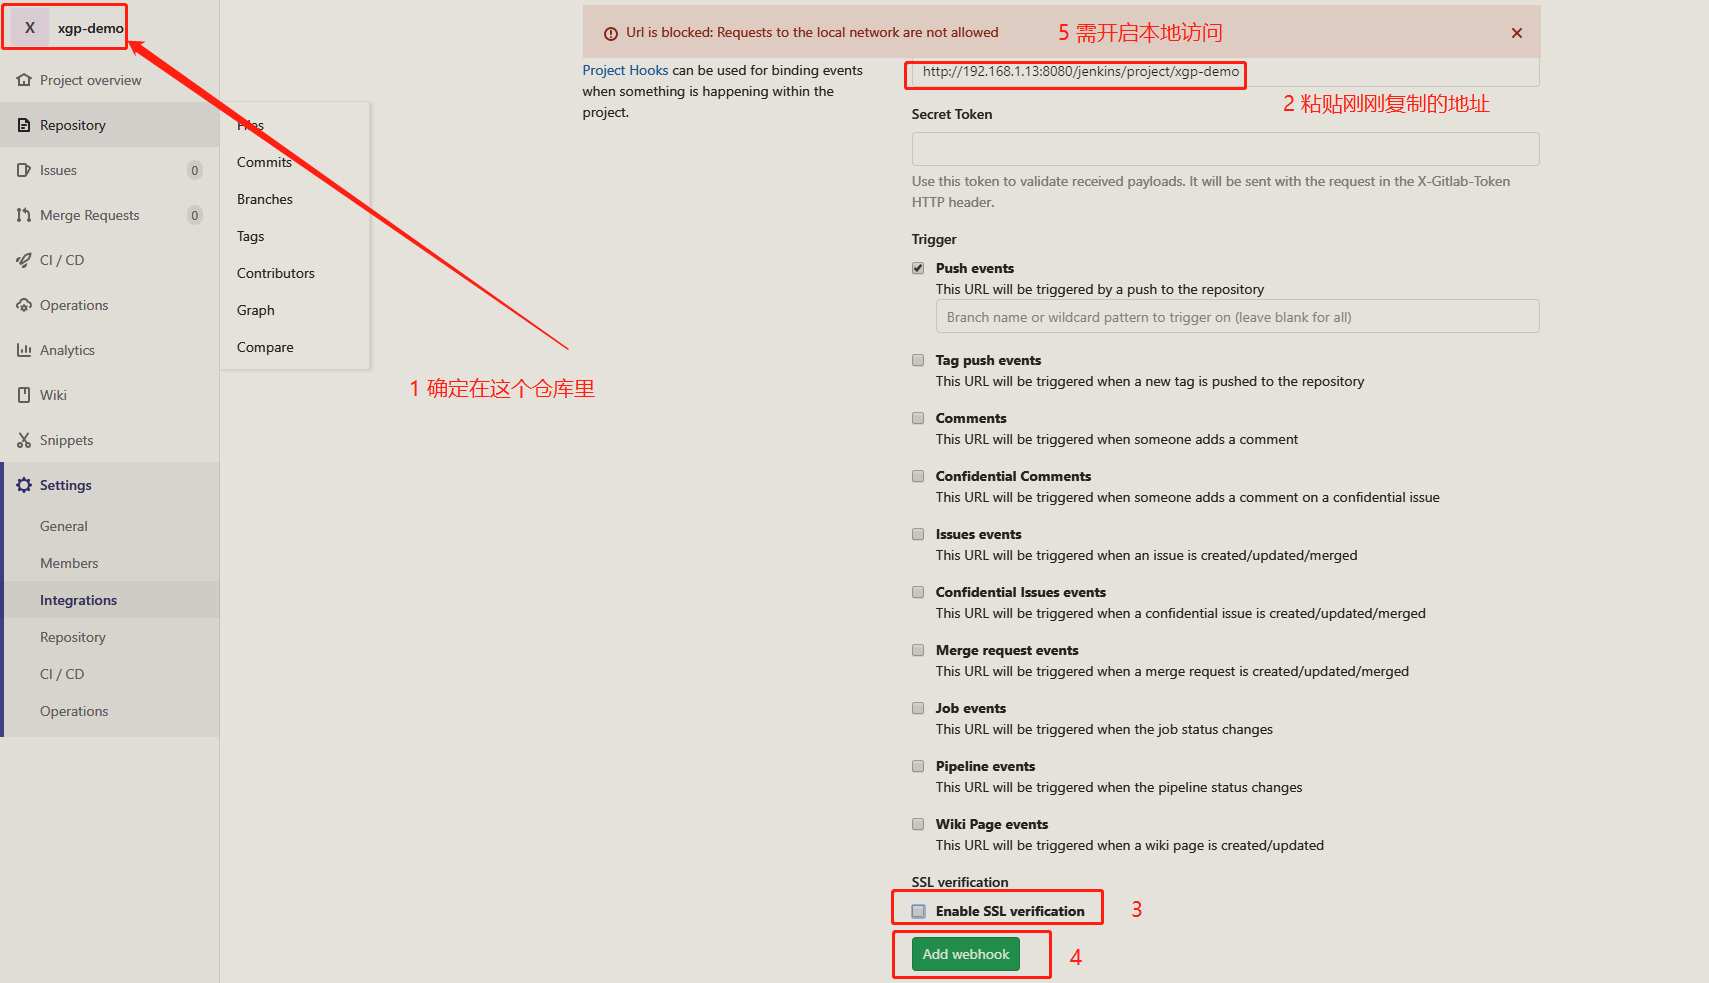 X
xgp-demo
Project overview
Repository
Issues 0
Merge Requests 0
CI / CD
Operations
Analytics
Wiki
Snippets
Settings
General
Members
Integrations
Repository
CI / CD
Operations
Files
Commits
Branches
Tags
Contributors
Graph
Compare
1 确定在这个仓库里
Url is blocked: Requests to the local network are not allowed
5 需开启本地访问
Project Hooks can be used for binding events
when something is happening within the
project.
http://192.168.1.13:8080/jenkins/project/xgp-demo
2 粘贴刚刚复制的地址
Secret Token
Use this token to validate received payloads. It will be sent with the request in the X-Gitlab-Token
HTTP header.
Trigger
Push events
This URL will be triggered by a push to the repository
Branch name or wildcard pattern to trigger on (leave blank for all)
Tag push events
This URL will be triggered when a new tag is pushed to the repository
Comments
This URL will be triggered when someone adds a comment
Confidential Comments
This URL will be triggered when someone adds a comment on a confidential issue
Issues events
This URL will be triggered when an issue is created/updated/merged
Confidential Issues events
This URL will be triggered when a confidential issue is created/updated/merged
Merge request events
This URL will be triggered when a merge request is created/updated/merged
Job events
This URL will be triggered when the job status changes
Pipeline events
This URL will be triggered when the pipeline status changes
Wiki Page events
This URL will be triggered when a wiki page is created/updated
SSL verification
Enable SSL verification
3
Add webhook
4